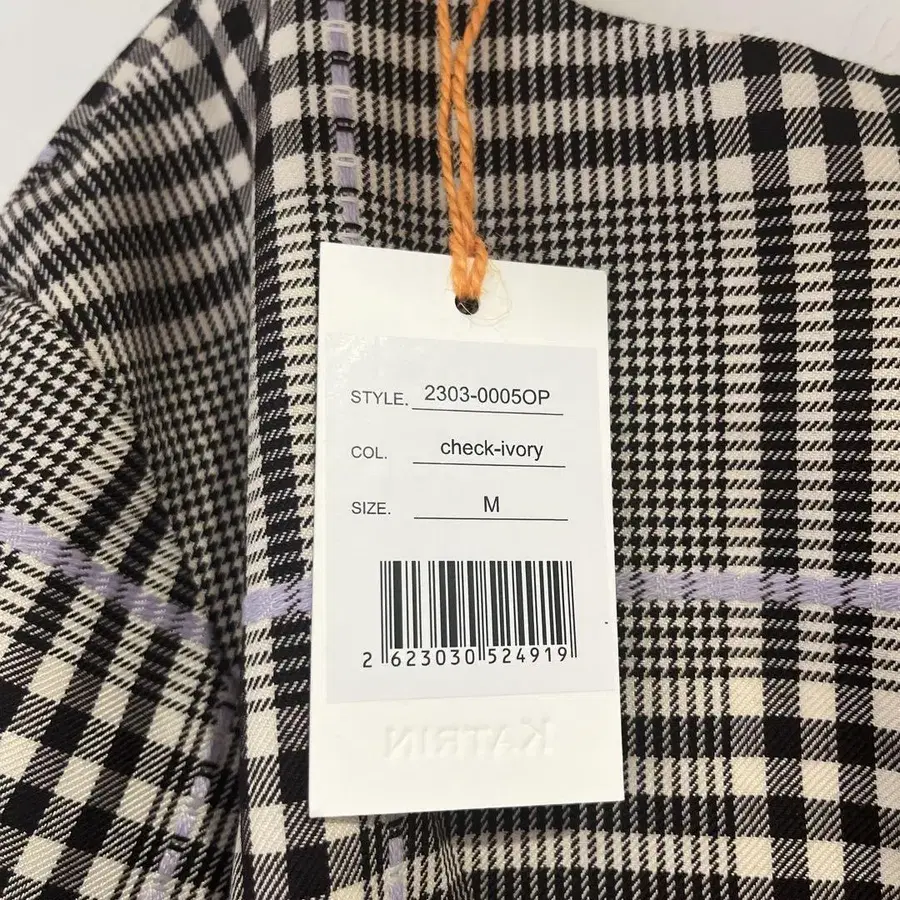 STYLE. 2303-0005OP
COL. check-ivory
SIZE. M
2 623030 524919
KATRIN